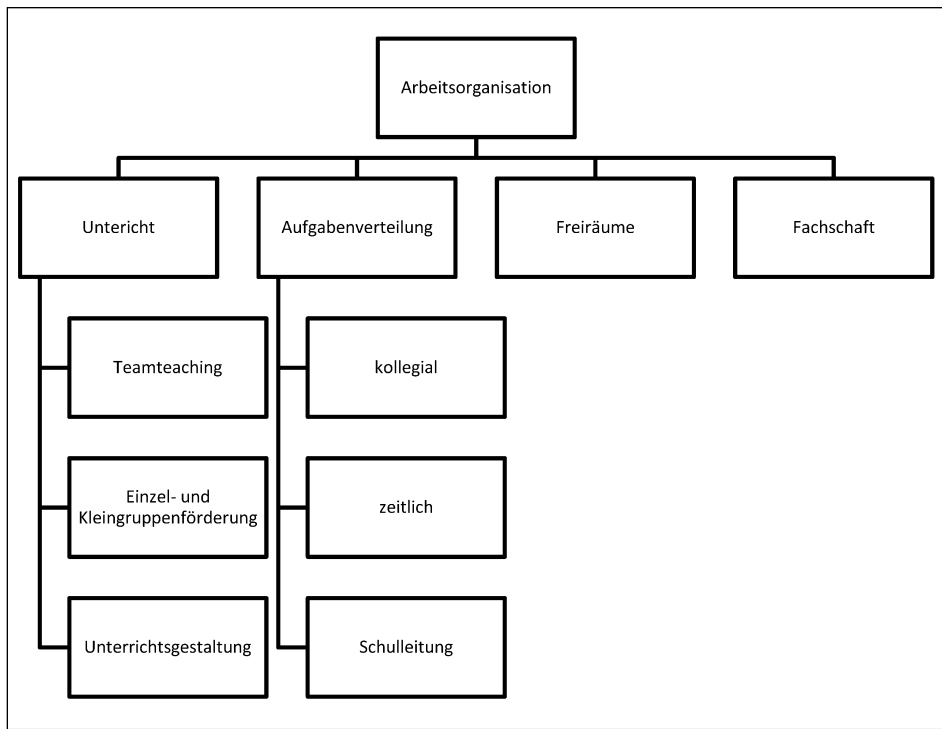 Arbeitsorganisation
Untericht
Aufgabenverteilung
Freiräume
Fachschaft
Teamteaching
kollegial
Einzel- und
Kleingruppenförderung
zeitlich
Unterrichtsgestaltung
Schulleitung